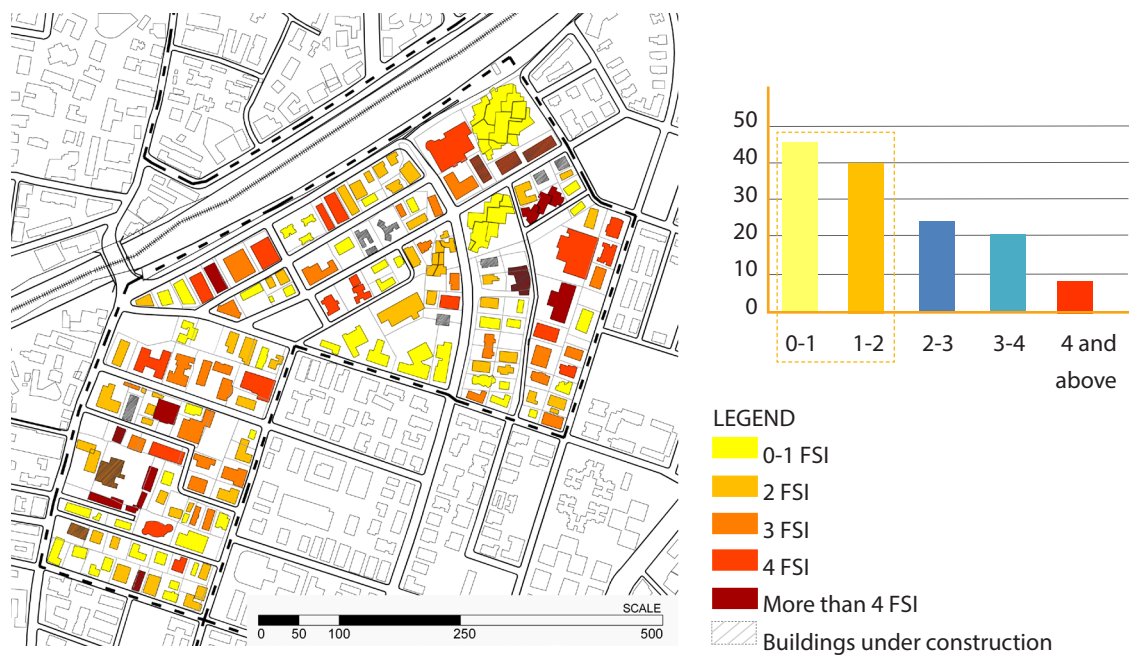 50
40
30
20
10
0
0-1 1-2 2-3 3-4 4 and
above
LEGEND
0-1 FSI
2 FSI
3 FSI
4 FSI
More than 4 FSI
Buildings under construction
SCALE
0 50 100 250 500